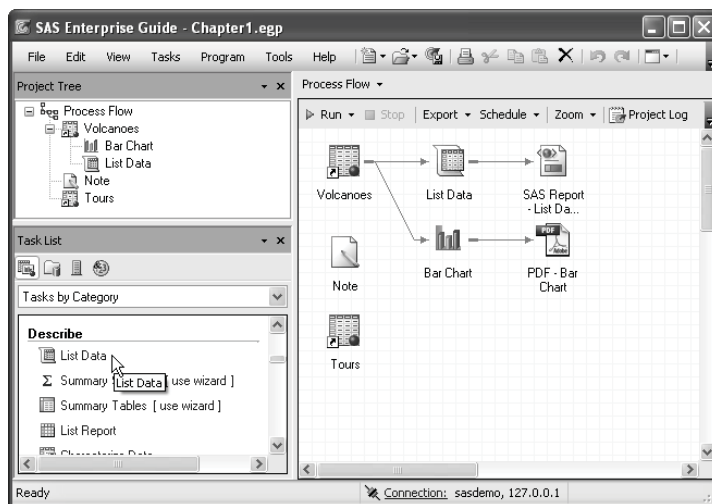 SAS Enterprise Guide - Chapter1.egp
File Edit View Tasks Program Tools Help
Project Tree
Process Flow
Volcanoes
Bar Chart
List Data
Note
Tours
Task List
Tasks by Category
Describe
List Data
List Data
Summary [ use wizard ]
Summary Tables [ use wizard ]
List Report
Process Flow
Run Stop Export Schedule Zoom Project Log
Volcanoes
List Data
SAS Report
- List Da...
Note
Bar Chart
PDF
Adobe
PDF - Bar
Chart
Tours
Ready
Connection: sasdemo, 127.0.0.1